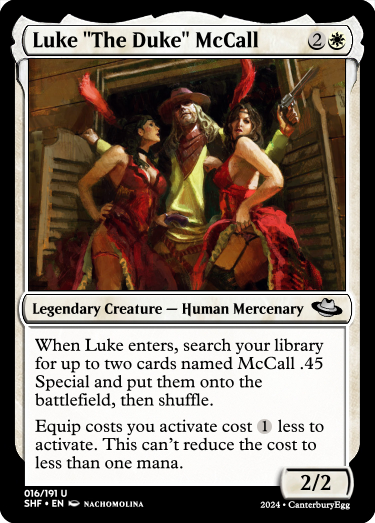 Luke "The Duke" McCall 2
Legendary Creature — Human Mercenary
When Luke enters, search your library
for up to two cards named McCall .45
Special and put them onto the
battlefield, then shuffle.
Equip costs you activate cost 1 less to
activate. This can't reduce the cost to
less than one mana.
2/2
016/191 U
SHF • EN NACHOMOLINA
2024 • CanterburyEgg